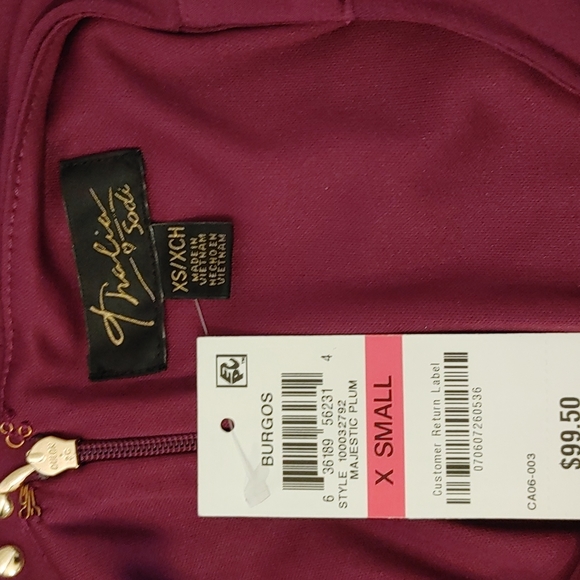 Thalia Sodi
XS/XCH
MADE IN
VIETNAM
HECHO EN
VIETNAM
EPC
BURGOS
6 36189 56231 4
STYLE 100032792
MAJESTIC PLUM
X SMALL
Customer Return Label
070607260536
CA06-003
$99.50